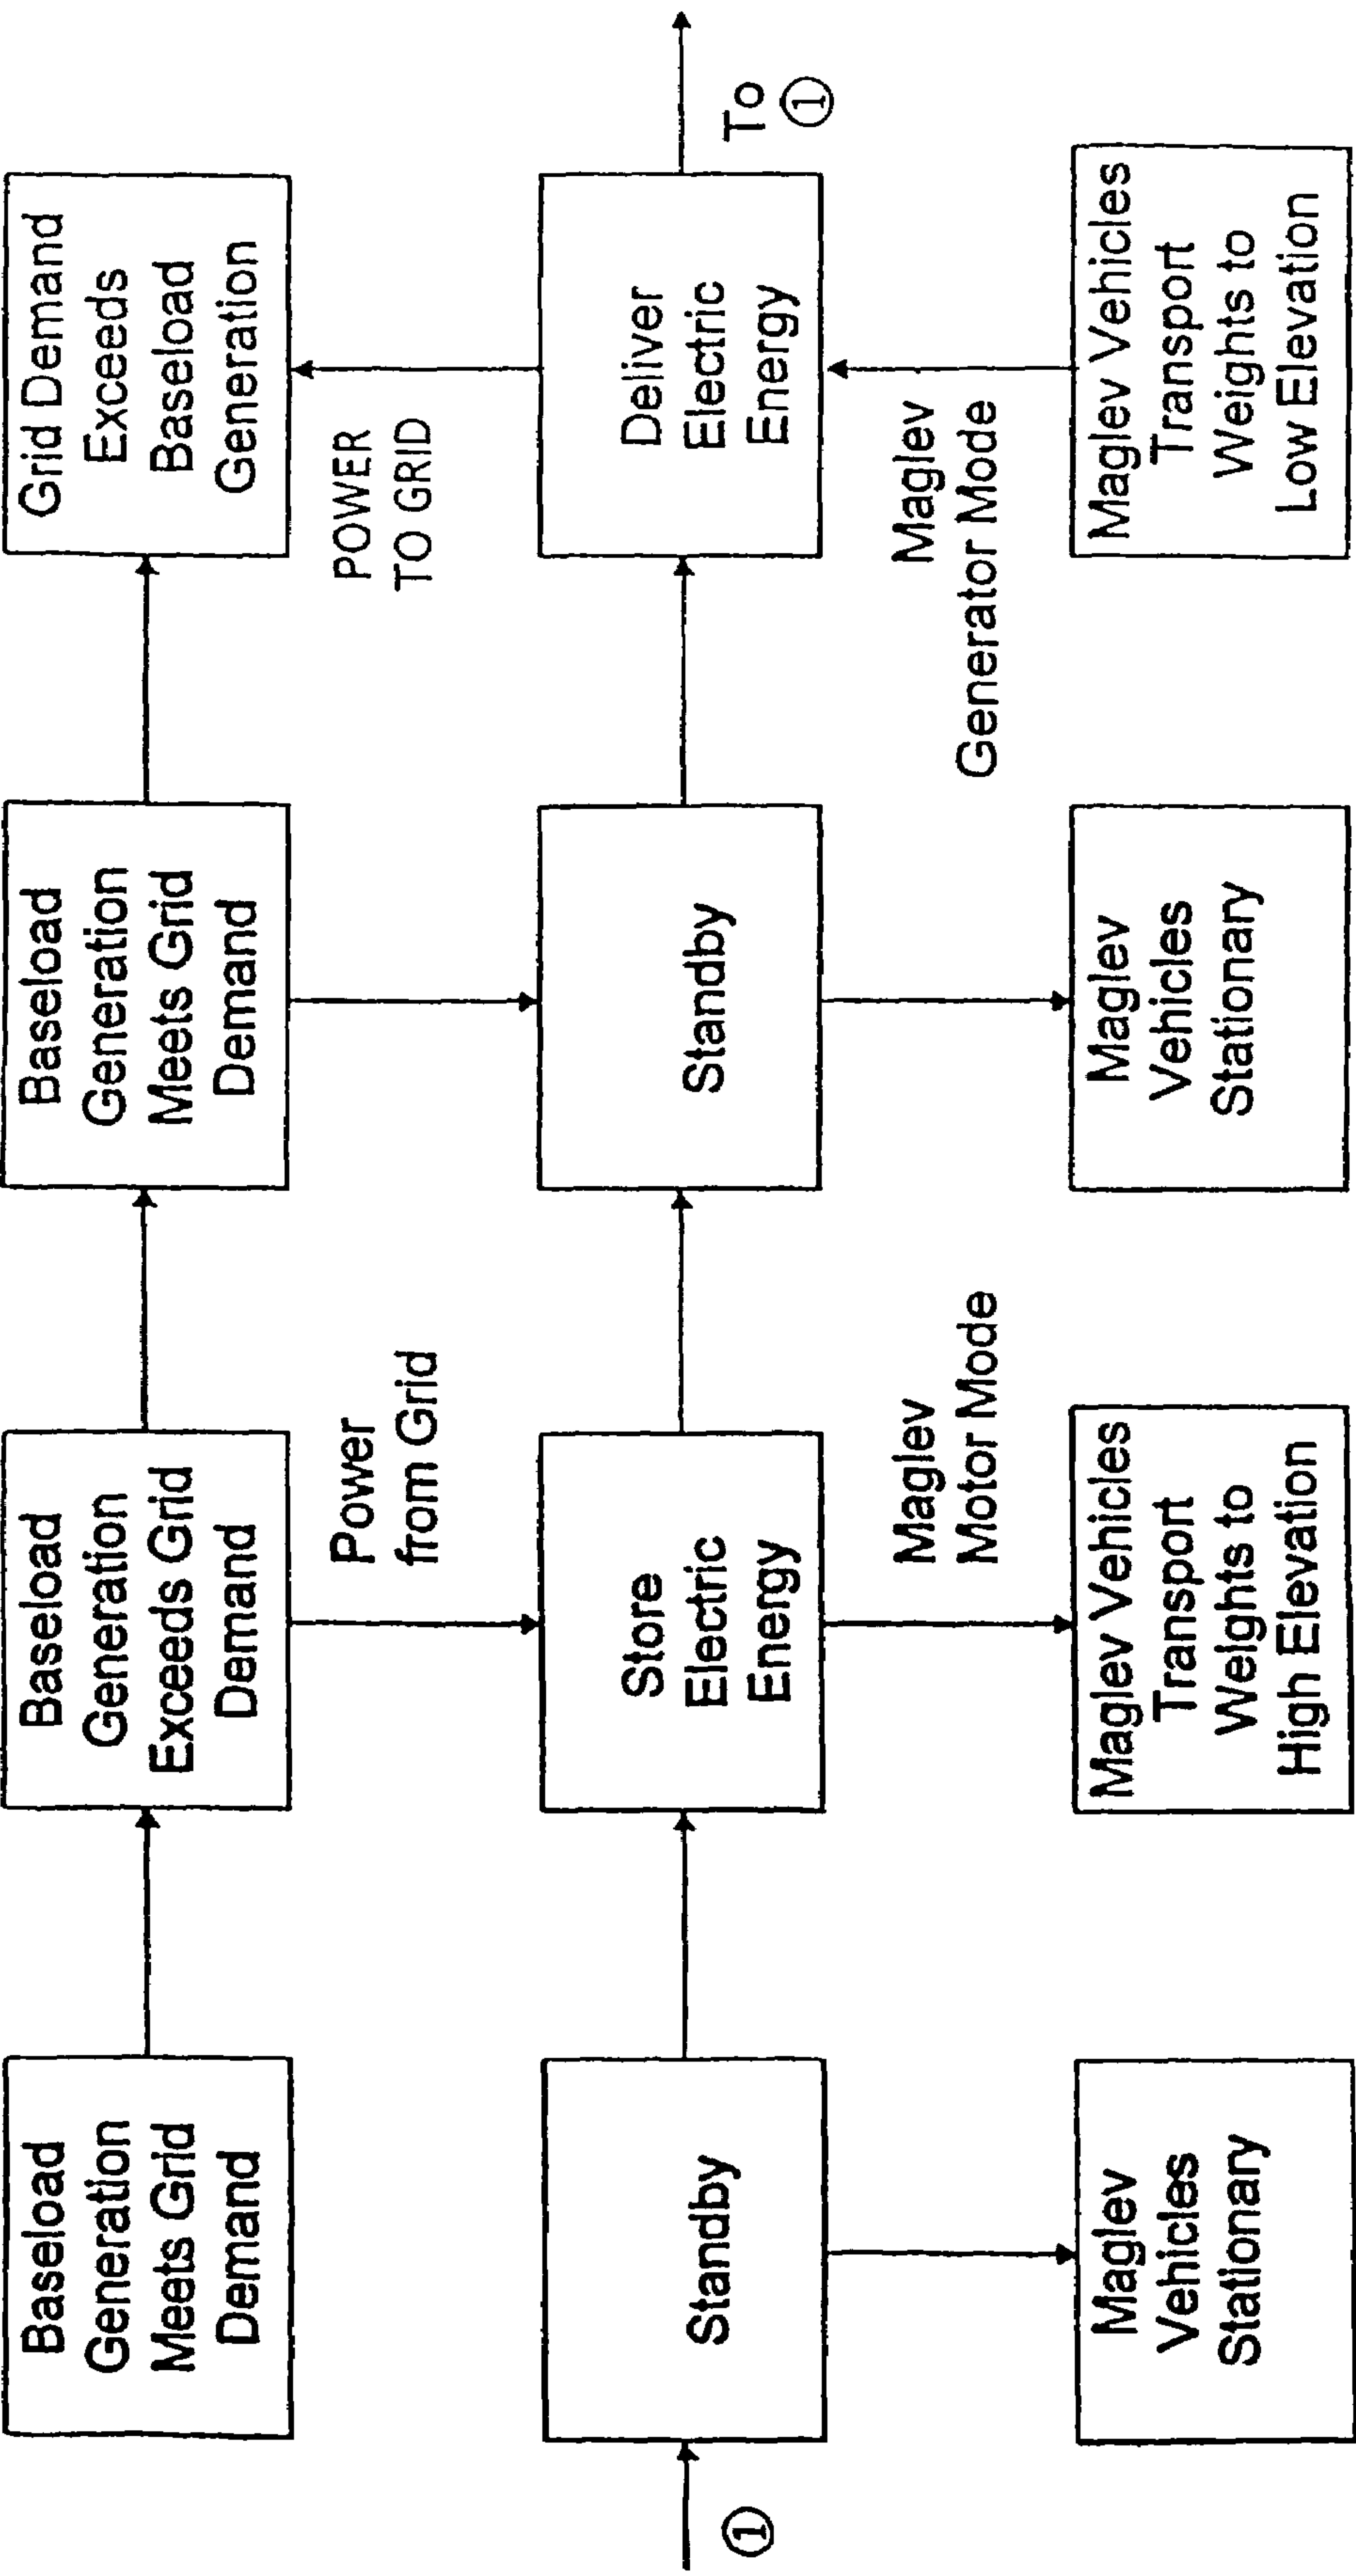 Baseload
Generation
Meets Grid
Demand
Baseload
Generation
Exceeds Grid
Demand
Baseload
Generation
Meets Grid
Demand
Grid Demand
Exceeds
Baseload
Generation
Power
from Grid
POWER
TO GRID
①
Standby
Store
Electric
Energy
Standby
Deliver
Electric
Energy
To
①
Maglev
Motor Mode
Maglev
Generator Mode
Maglev
Vehicles
Stationary
Maglev Vehicles
Transport
Weights to
High Elevation
Maglev
Vehicles
Stationary
Maglev Vehicles
Transport
Weights to
Low Elevation